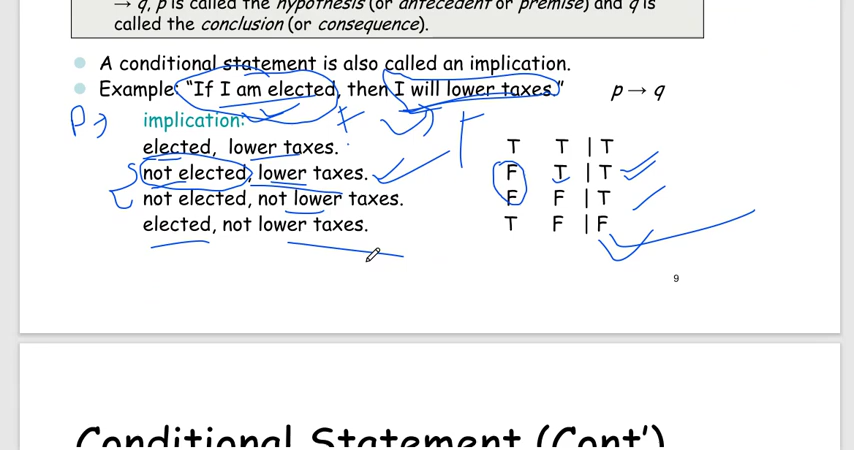 → q, p is called the hypothesis (or antecedent or premise) and q is
called the conclusion (or consequence).
A conditional statement is also called an implication.
Example: "If I am elected, then I will lower taxes." p → q
implication:
elected, lower taxes. T T | T
not elected, lower taxes. F T | T
not elected, not lower taxes. F F | T
elected, not lower taxes. T F | F
9
Conditional Statement (Cont')